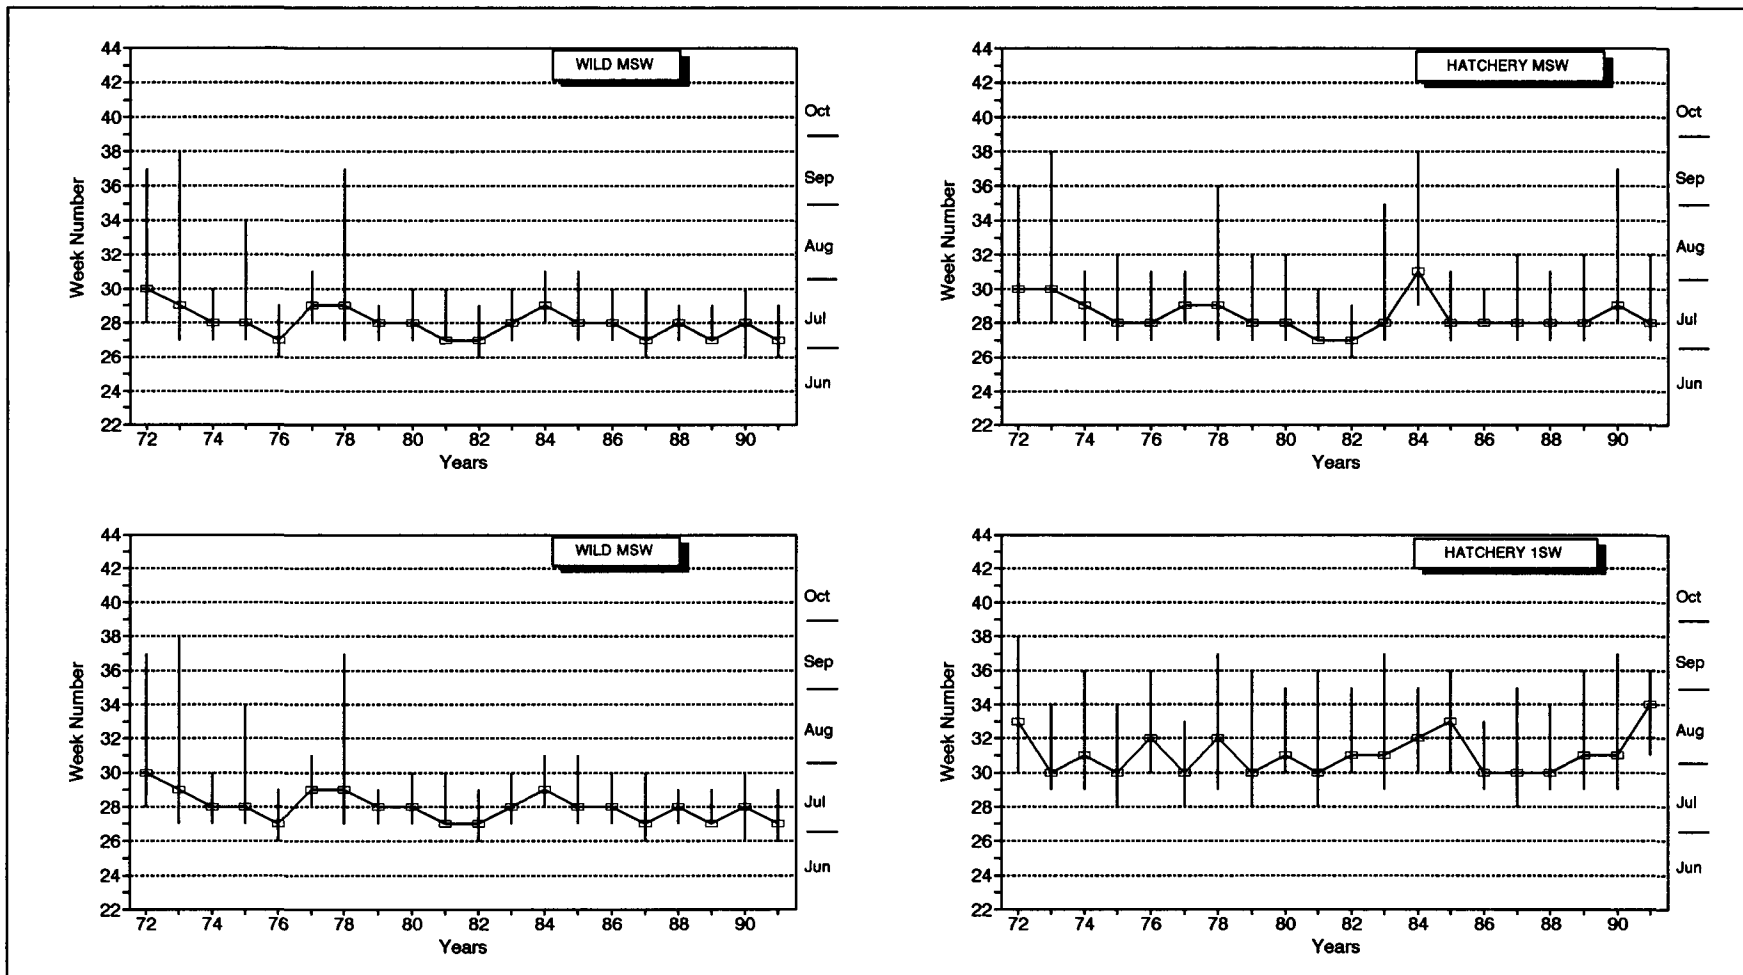 WILD MSW
44
42
40
38
36
34
32
30
28
26
24
22
Week Number
Oct
Sep
Aug
Jul
Jun
72 74 76 78 80 82 84 86 88 90
Years
HATCHERY MSW
44
42
40
38
36
34
32
30
28
26
24
22
Week Number
Oct
Sep
Aug
Jul
Jun
72 74 76 78 80 82 84 86 88 90
Years
WILD MSW
44
42
40
38
36
34
32
30
28
26
24
22
Week Number
Oct
Sep
Aug
Jul
Jun
72 74 76 78 80 82 84 86 88 90
Years
HATCHERY 1SW
44
42
40
38
36
34
32
30
28
26
24
22
Week Number
Oct
Sep
Aug
Jul
Jun
72 74 76 78 80 82 84 86 88 90
Years